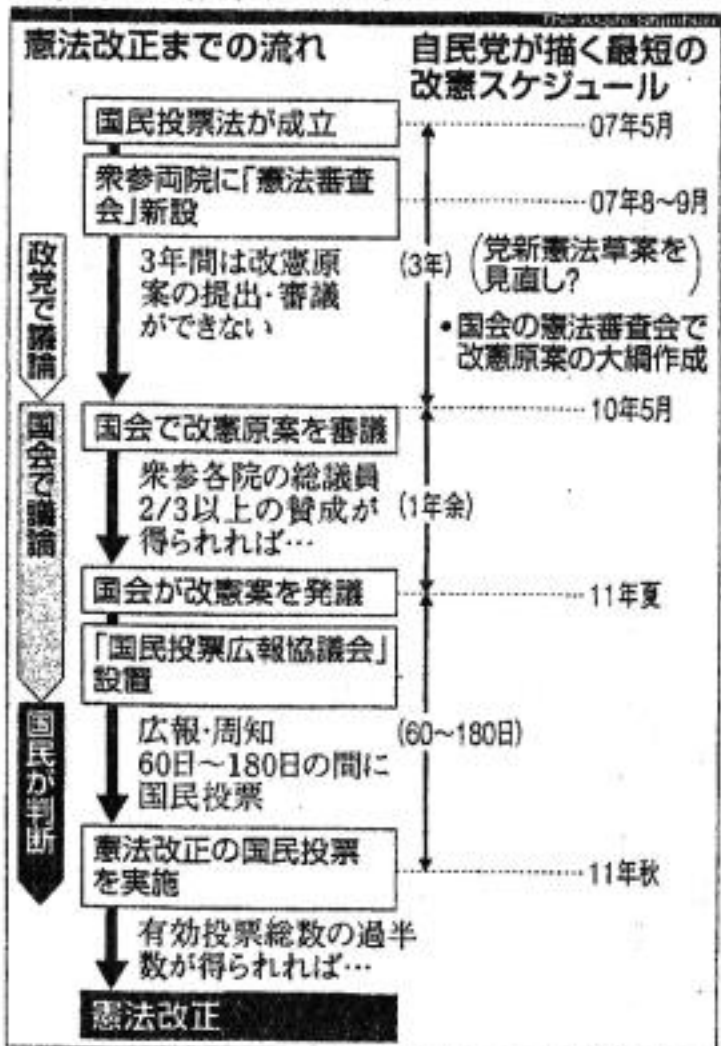 The Asahi Shimbun
憲法改正までの流れ
自民党が描く最短の
改憲スケジュール
国民投票法が成立
07年5月
衆参両院に「憲法審査
会」新設
07年8〜9月
政党で議論
3年間は改憲原
案の提出・審議
ができない
(3年)
(党新憲法草案を
見直し?)
・国会の憲法審査会で
改憲原案の大綱作成
国会で改憲原案を審議
10年5月
国会で議論
衆参各院の総議員
2/3以上の賛成が
得られれば…
(1年余)
国会が改憲案を発議
11年夏
「国民投票広報協議会」
設置
国民が判断
広報・周知
60日〜180日の間に
国民投票
(60〜180日)
憲法改正の国民投票
を実施
11年秋
有効投票総数の過半
数が得られれば…
憲法改正